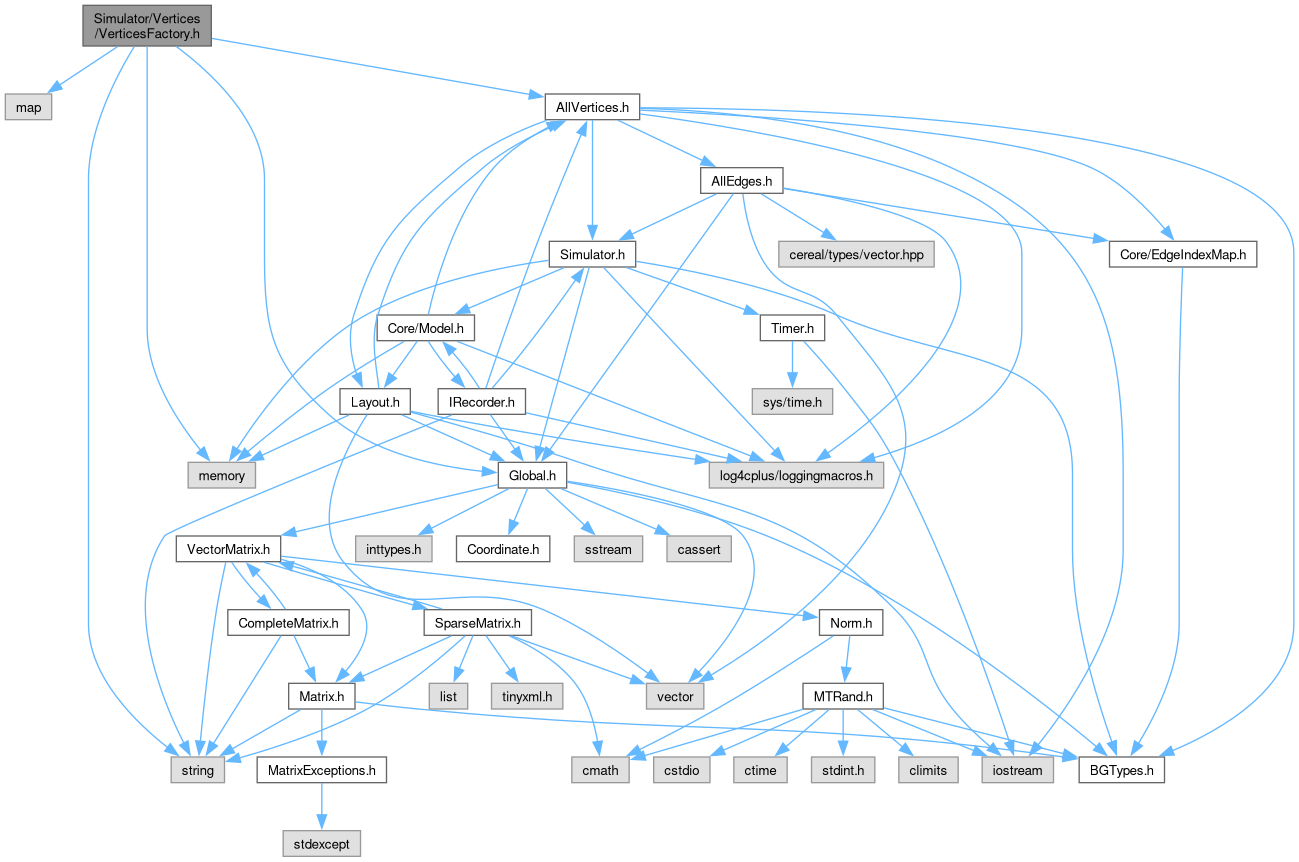 Simulator/Vertices
/VerticesFactory.h
map
AllVertices.h
AllEdges.h
Simulator.h
cereal/types/vector.hpp
Core/EdgeIndexMap.h
Core/Model.h
Timer.h
Layout.h
IRecorder.h
sys/time.h
memory
Global.h
log4cplus/loggingmacros.h
VectorMatrix.h
inttypes.h
Coordinate.h
sstream
cassert
CompleteMatrix.h
SparseMatrix.h
Norm.h
Matrix.h
list
tinyxml.h
vector
MTRand.h
string
MatrixExceptions.h
cmath
cstdio
ctime
stdint.h
climits
iostream
BGTypes.h
stdexcept